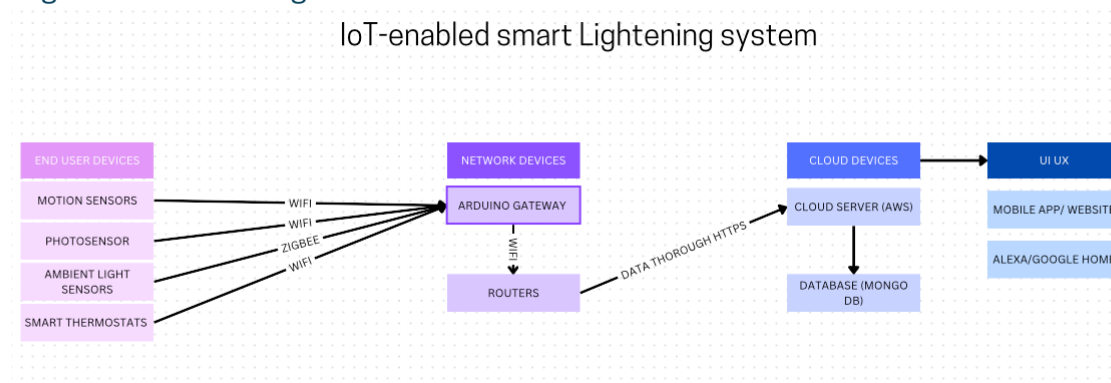 IoT-enabled smart Lightening system
END USER DEVICES
MOTION SENSORS
PHOTOSENSOR
AMBIENT LIGHT
SENSORS
SMART THERMOSTATS
WIFI
WIFI
ZIGBEE
WIFI
NETWORK DEVICES
ARDUINO GATEWAY
WIFI
ROUTERS
DATA THOROUGH HTTPS
CLOUD DEVICES
CLOUD SERVER (AWS)
DATABASE (MONGO
DB)
UI UX
MOBILE APP/ WEBSITE
ALEXA/GOOGLE HOME